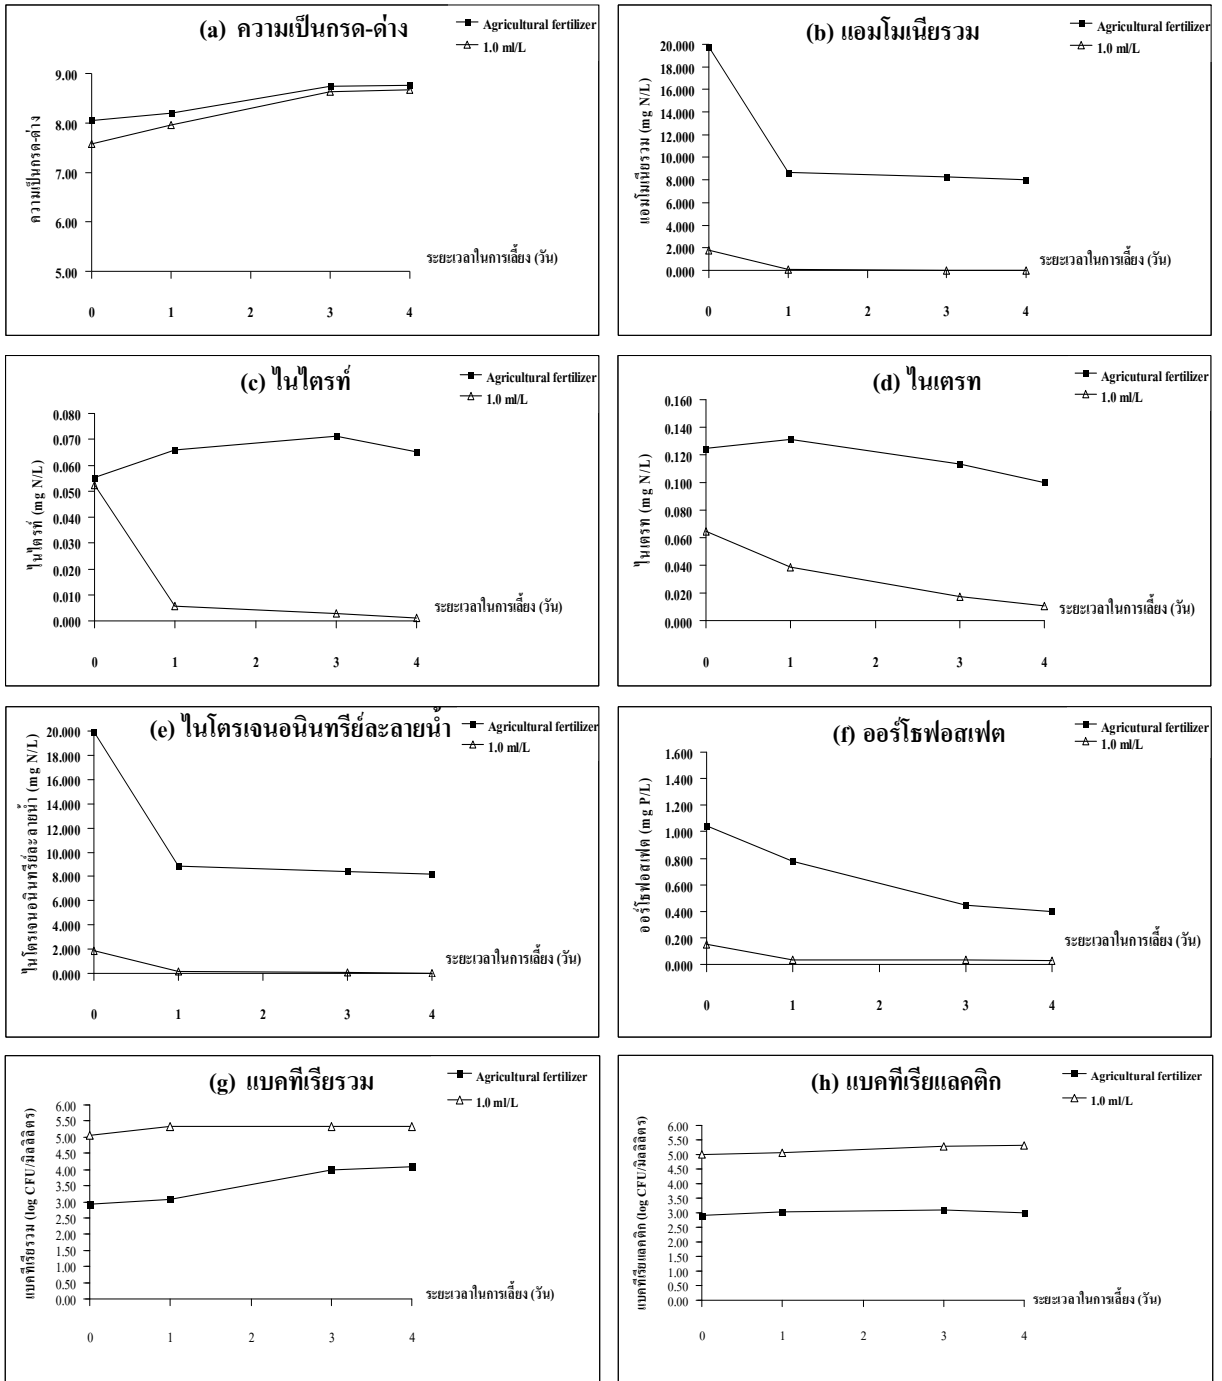 (a) ความเป็นกรด-ด่าง
Agricultural fertilizer
1.0 ml/L
ความเป็นกรด-ด่าง
9.00
8.00
7.00
6.00
5.00
ระยะเวลาในการเลี้ยง (วัน)
0 1 2 3 4
(b) แอมโมเนียรวม
Agricultural fertilizer
1.0 ml/L
แอมโมเนียรวม (mg N/L)
20.000
18.000
16.000
14.000
12.000
10.000
8.000
6.000
4.000
2.000
0.000
ระยะเวลาในการเลี้ยง (วัน)
0 1 2 3 4
(c) ไนไตรท์
Agricultural fertilizer
1.0 ml/L
ไนไตรท์ (mg N/L)
0.080
0.070
0.060
0.050
0.040
0.030
0.020
0.010
0.000
ระยะเวลาในการเลี้ยง (วัน)
0 1 2 3 4
(d) ไนเตรท
Agricutural fertilizer
1.0 ml/L
ไนเตรท (mg N/L)
0.160
0.140
0.120
0.100
0.080
0.060
0.040
0.020
0.000
ระยะเวลาในการเลี้ยง (วัน)
0 1 2 3 4
(e) ไนโตรเจนอนินทรีย์ละลายน้ำ
Agricultural fertilizer
1.0 ml/L
ไนโตรเจนอนินทรีย์ละลายน้ำ (mg N/L)
20.000
18.000
16.000
14.000
12.000
10.000
8.000
6.000
4.000
2.000
0.000
ระยะเวลาในการเลี้ยง (วัน)
0 1 2 3 4
(f) ออร์โธฟอสเฟต
Agricutural fertilizer
1.0 ml/L
ออร์โธฟอสเฟต (mg P/L)
1.600
1.400
1.200
1.000
0.800
0.600
0.400
0.200
0.000
ระยะเวลาในการเลี้ยง (วัน)
0 1 2 3 4
(g) แบคทีเรียรวม
Agricultural fertilizer
1.0 ml/L
แบคทีเรียรวม (log CFU/มิลลิลิตร)
6.00
5.50
5.00
4.50
4.00
3.50
3.00
2.50
2.00
1.50
1.00
0.50
0.00
ระยะเวลาในการเลี้ยง (วัน)
0 1 2 3 4
(h) แบคทีเรียแลคติก
Agricultural fertilizer
1.0 ml/L
แบคทีเรียแลคติก (log CFU/มิลลิลิตร)
6.00
5.50
5.00
4.50
4.00
3.50
3.00
2.50
2.00
1.50
1.00
0.50
0.00
ระยะเวลาในการเลี้ยง (วัน)
0 1 2 3 4